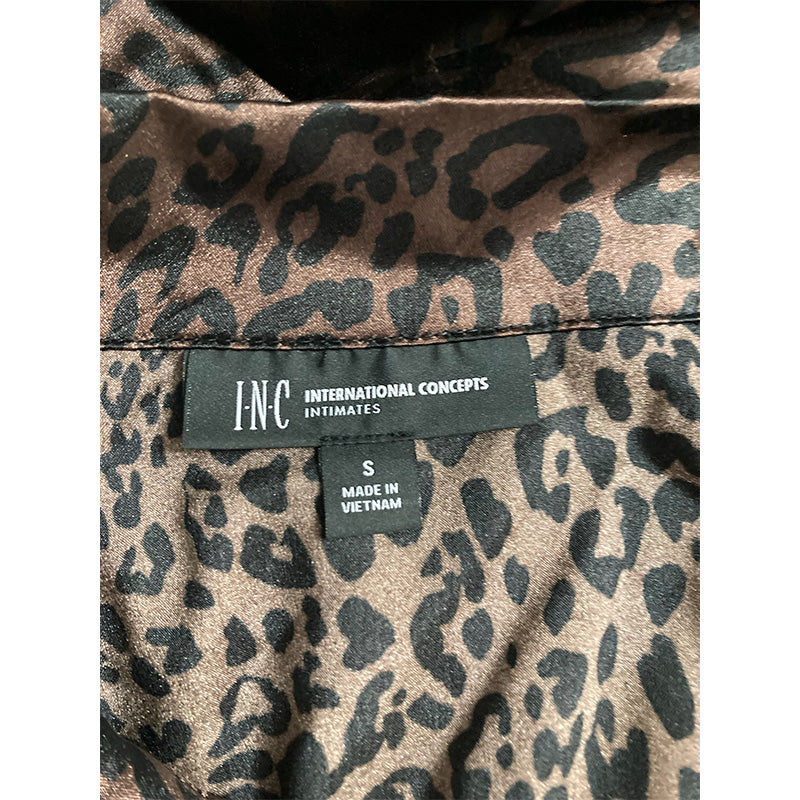 I·N·C INTERNATIONAL CONCEPTS
INTIMATES
S
MADE IN
VIETNAM